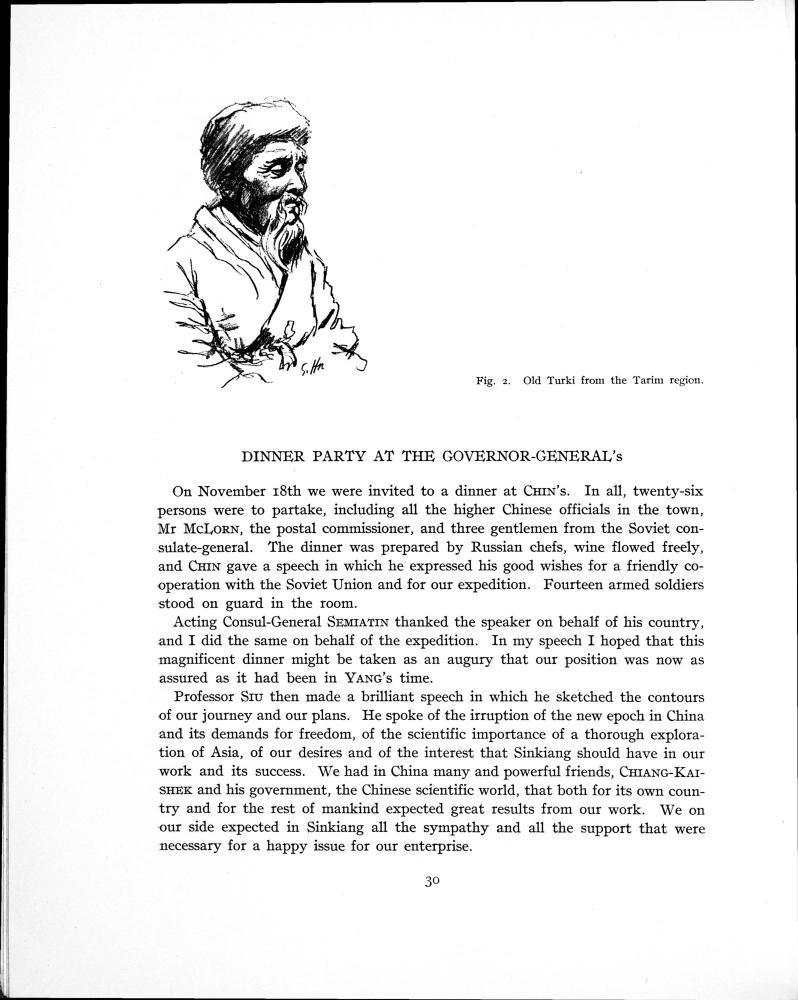 S. Hn
Fig. 2. Old Turki from the Tarim region.
DINNER PARTY AT THE GOVERNOR-GENERAL's
On November 18th we were invited to a dinner at CHIN's. In all, twenty-six
persons were to partake, including all the higher Chinese officials in the town,
Mr MCLORN, the postal commissioner, and three gentlemen from the Soviet con-
sulate-general. The dinner was prepared by Russian chefs, wine flowed freely,
and CHIN gave a speech in which he expressed his good wishes for a friendly co-
operation with the Soviet Union and for our expedition. Fourteen armed soldiers
stood on guard in the room.
Acting Consul-General SEMIATIN thanked the speaker on behalf of his country,
and I did the same on behalf of the expedition. In my speech I hoped that this
magnificent dinner might be taken as an augury that our position was now as
assured as it had been in YANG's time.
Professor SIU then made a brilliant speech in which he sketched the contours
of our journey and our plans. He spoke of the irruption of the new epoch in China
and its demands for freedom, of the scientific importance of a thorough explora-
tion of Asia, of our desires and of the interest that Sinkiang should have in our
work and its success. We had in China many and powerful friends, CHIANG-KAI-
SHEK and his government, the Chinese scientific world, that both for its own coun-
try and for the rest of mankind expected great results from our work. We on
our side expected in Sinkiang all the sympathy and all the support that were
necessary for a happy issue for our enterprise.
30